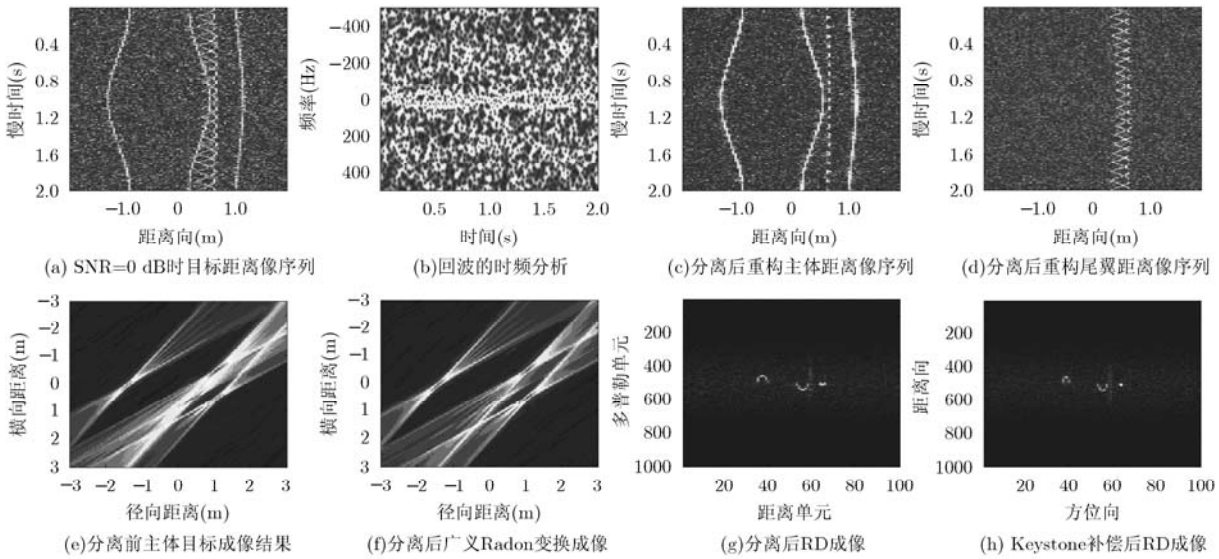 慢时间(s)
0.4
0.8
1.2
1.6
2.0
−1.0 0 1.0
距离向(m)
(a) SNR=0 dB时目标距离像序列
频率(Hz)
−400
−200
0
200
400
0.5 1.0 1.5 2.0
时间(s)
(b)回波的时频分析
慢时间(s)
0.4
0.8
1.2
1.6
2.0
−1.0 0 1.0
距离向(m)
(c)分离后重构主体距离像序列
慢时间(s)
0.4
0.8
1.2
1.6
2.0
−1.0 0 1.0
距离向(m)
(d)分离后重构尾翼距离像序列
横向距离(m)
−3
−2
−1
0
1
2
3
−3 −2 −1 0 1 2 3
径向距离(m)
(e)分离前主体目标成像结果
横向距离(m)
−3
−2
−1
0
1
2
3
−3 −2 −1 0 1 2 3
径向距离(m)
(f)分离后广义Radon变换成像
多普勒单元
200
400
600
800
1000
20 40 60 80 100
距离单元
(g)分离后RD成像
距离向
200
400
600
800
1000
20 40 60 80 100
方位向
(h) Keystone补偿后RD成像